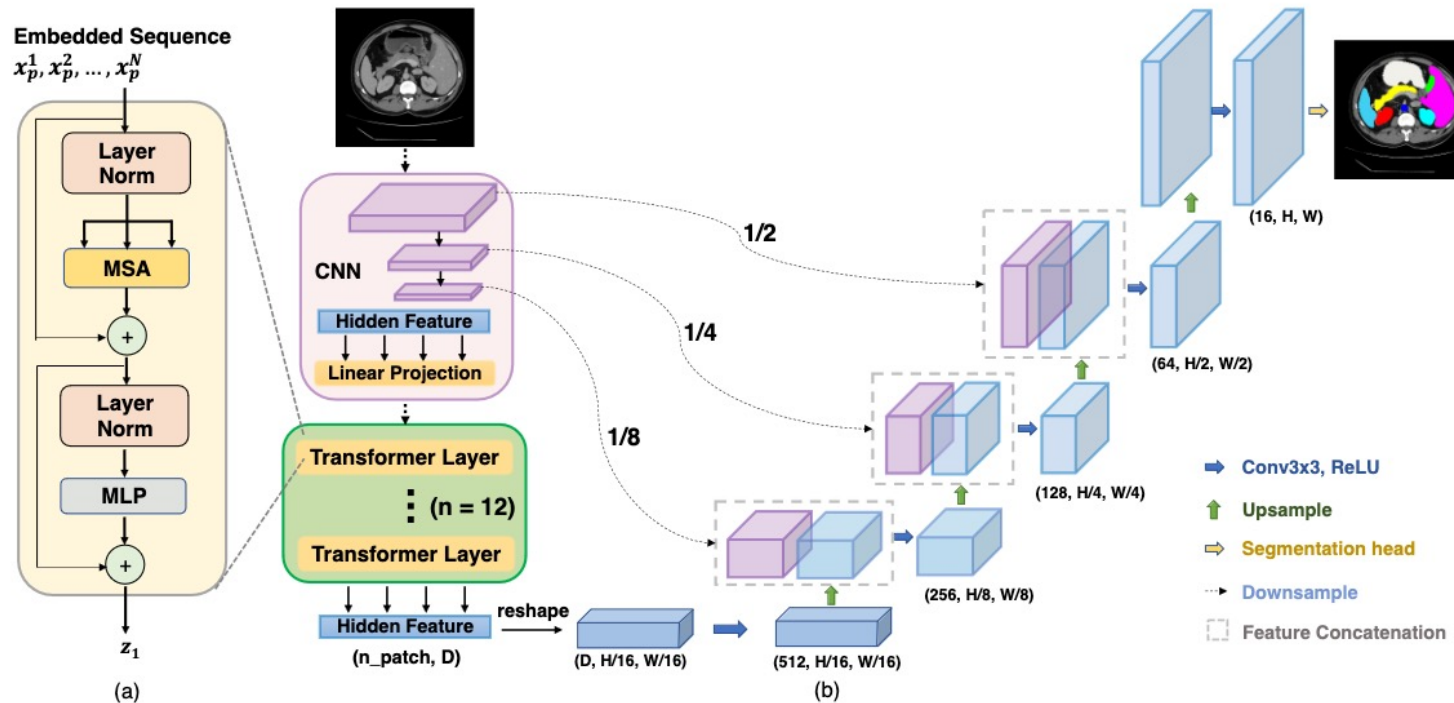 Embedded Sequence
x_p^1, x_p^2, ... , x_p^N
Layer
Norm
MSA
+
Layer
Norm
MLP
+
z_1
(a)
CNN
Hidden Feature
Linear Projection
Transformer Layer
(n = 12)
Transformer Layer
Hidden Feature
(n_patch, D)
reshape
(D, H/16, W/16)
(512, H/16, W/16)
1/2
1/4
1/8
(256, H/8, W/8)
(128, H/4, W/4)
(64, H/2, W/2)
(16, H, W)
(b)
Conv3x3, ReLU
Upsample
Segmentation head
Downsample
Feature Concatenation